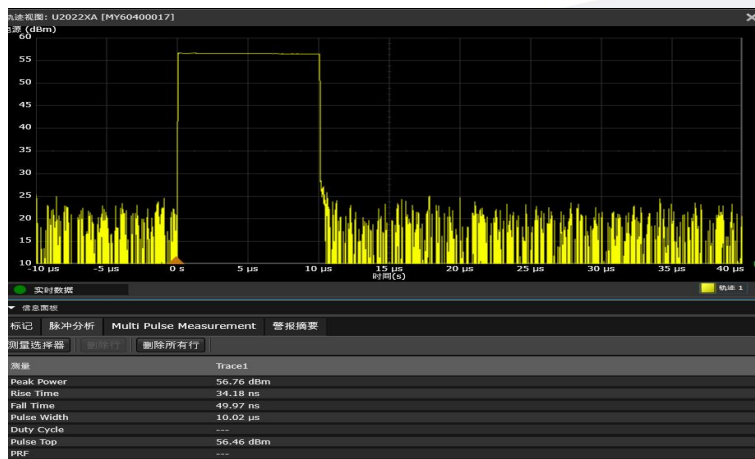 轨迹视图: U2022XA [MY60400017]
电源 (dBm)
60
55
50
45
40
35
30
25
20
15
10
-10 µs -5 µs 0 s 5 µs 10 µs 15 µs 20 µs 25 µs 30 µs 35 µs 40 µs
时间(s)
实时数据 轨迹 1
信息面板
标记 脉冲分析 Multi Pulse Measurement 警报摘要
测量选择器 删除行 删除所有行
测量 Trace1
Peak Power 56.76 dBm
Rise Time 34.18 ns
Fall Time 49.97 ns
Pulse Width 10.02 µs
Duty Cycle ---
Pulse Top 56.46 dBm
PRF ---